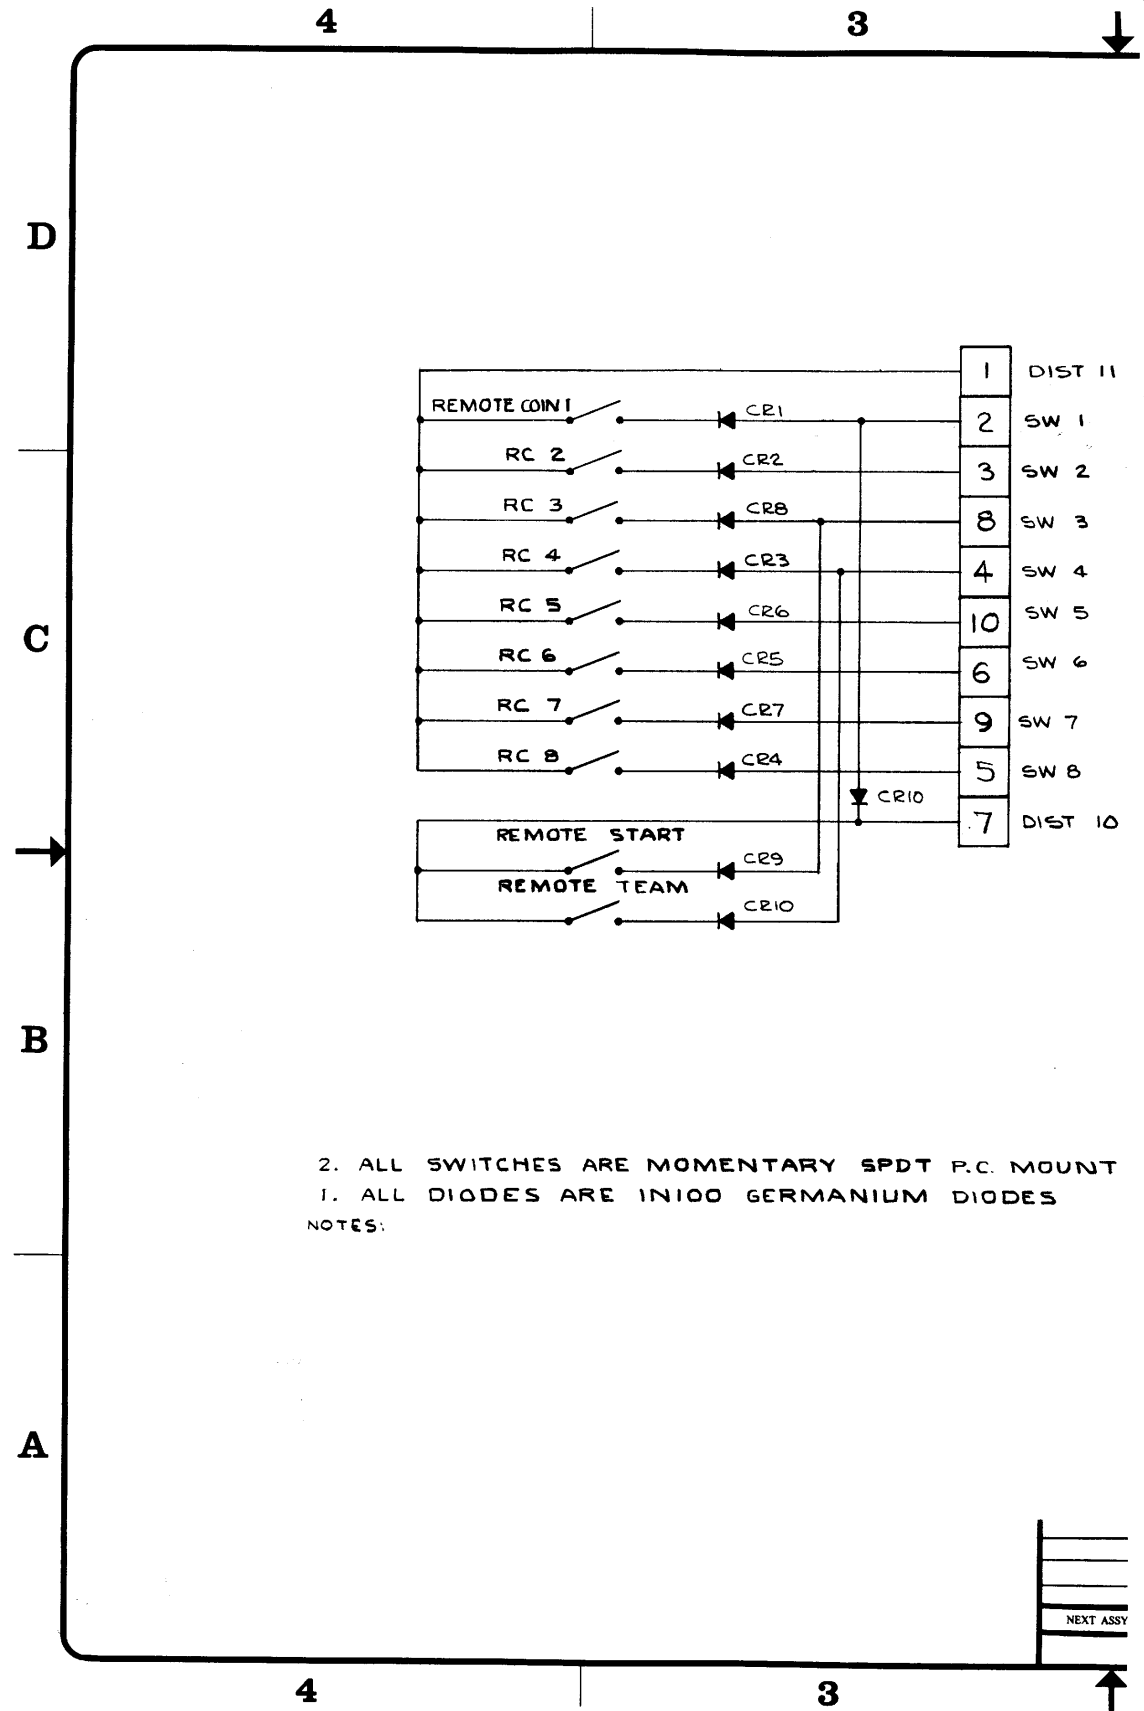 4 3
D
1 DIST 11
REMOTE COIN 1 CR1 2 SW 1
RC 2 CR2 3 SW 2
RC 3 CR8 8 SW 3
RC 4 CR3 4 SW 4
RC 5 CR6 10 SW 5
C
RC 6 CR5 6 SW 6
RC 7 CR7 9 SW 7
RC 8 CR4 5 SW 8
CR10
7 DIST 10
REMOTE START
CR9
REMOTE TEAM
CR10
B
2. ALL SWITCHES ARE MOMENTARY SPDT P.C. MOUNT
1. ALL DIODES ARE IN100 GERMANIUM DIODES
NOTES:
A
NEXT ASSY
4 3